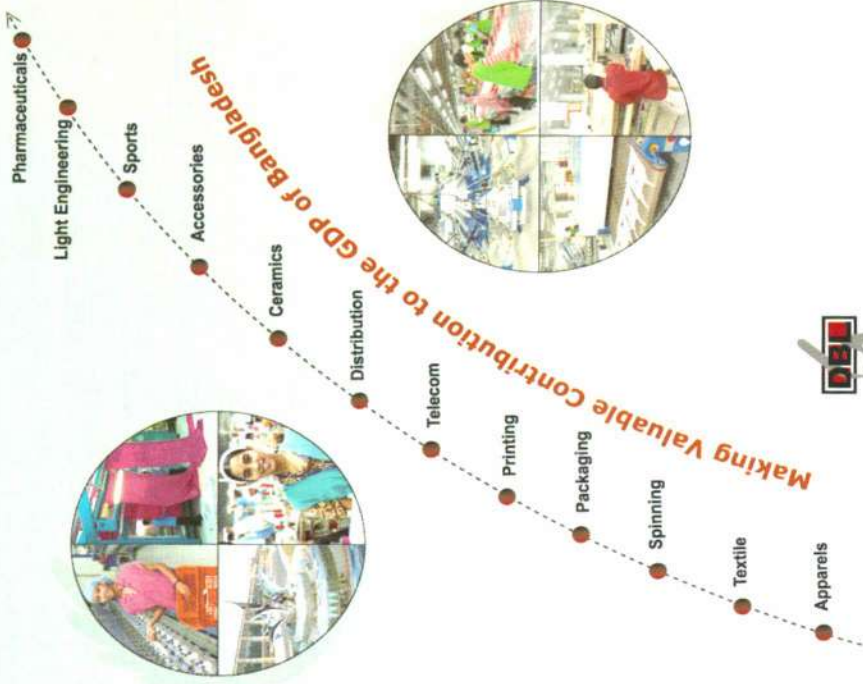 Pharmaceuticals
Light Engineering
Sports
Accessories
Ceramics
Distribution
Telecom
Printing
Packaging
Spinning
Textile
Apparels
Making Valuable Contribution to the GDP of Bangladesh
DBL